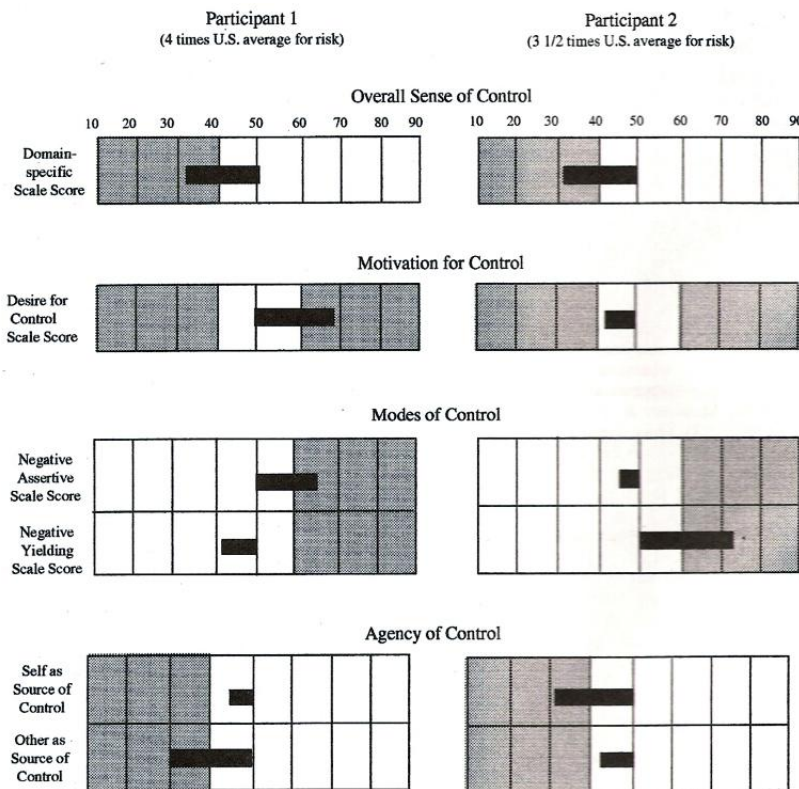 Participant 1
(4 times U.S. average for risk)
Participant 2
(3 1/2 times U.S. average for risk)
Overall Sense of Control
10 20 30 40 50 60 70 80 90
10 20 30 40 50 60 70 80 90
Domain-
specific
Scale Score
Motivation for Control
Desire for
Control
Scale Score
Modes of Control
Negative
Assertive
Scale Score
Negative
Yielding
Scale Score
Agency of Control
Self as
Source of
Control
Other as
Source of
Control